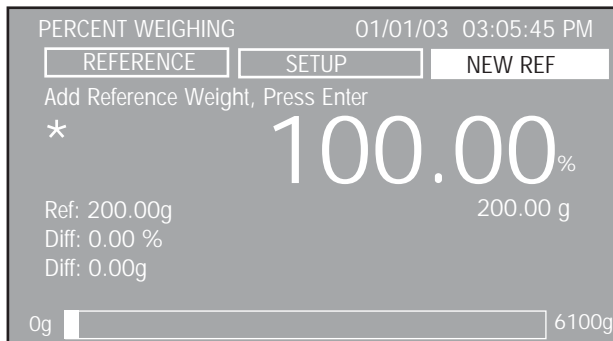 PERCENT WEIGHING 01/01/03 03:05:45 PM
REFERENCE SETUP NEW REF
Add Reference Weight, Press Enter
* 100.00 %
Ref: 200.00g 200.00 g
Diff: 0.00 %
Diff: 0.00g
0g 6100g